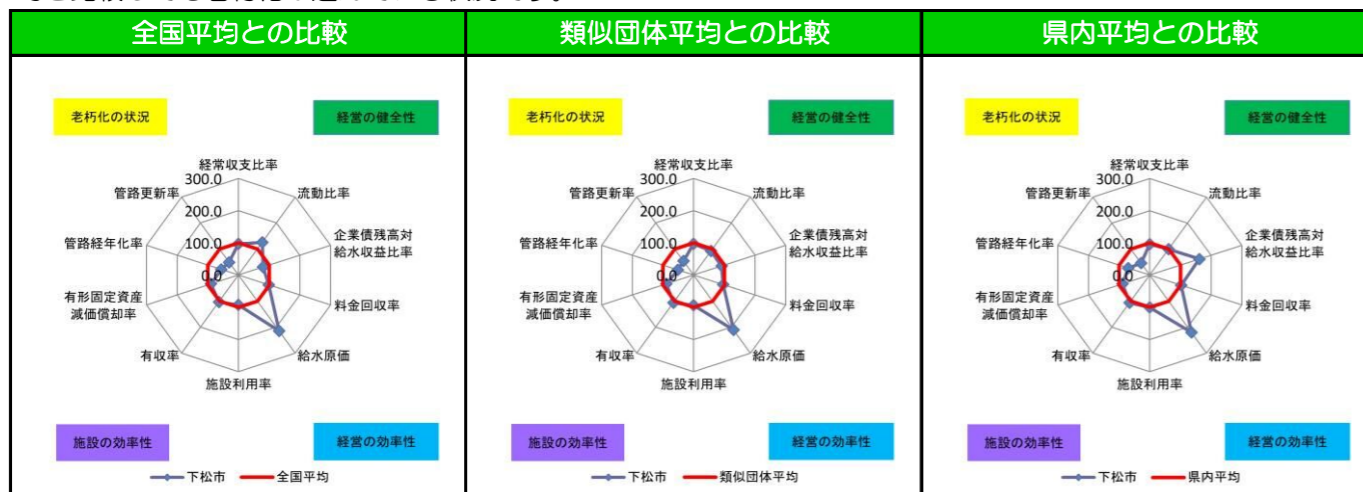 全国平均との比較
類似団体平均との比較
県内平均との比較
老朽化の状況
経営の健全性
経常収支比率
300.0
管路更新率
流動比率
200.0
企業債残高対
給水収益比率
管路経年化率
100.0
0.0
有形固定資産
減価償却率
料金回収率
有収率
給水原価
施設利用率
施設の効率性
経営の効率性
下松市
全国平均
老朽化の状況
経営の健全性
経常収支比率
300.0
管路更新率
流動比率
200.0
企業債残高対
給水収益比率
管路経年化率
100.0
0.0
有形固定資産
減価償却率
料金回収率
有収率
給水原価
施設利用率
施設の効率性
経営の効率性
下松市
類似団体平均
老朽化の状況
経営の健全性
経常収支比率
300.0
管路更新率
流動比率
200.0
企業債残高対
給水収益比率
管路経年化率
100.0
0.0
有形固定資産
減価償却率
料金回収率
有収率
給水原価
施設利用率
施設の効率性
経営の効率性
下松市
県内平均